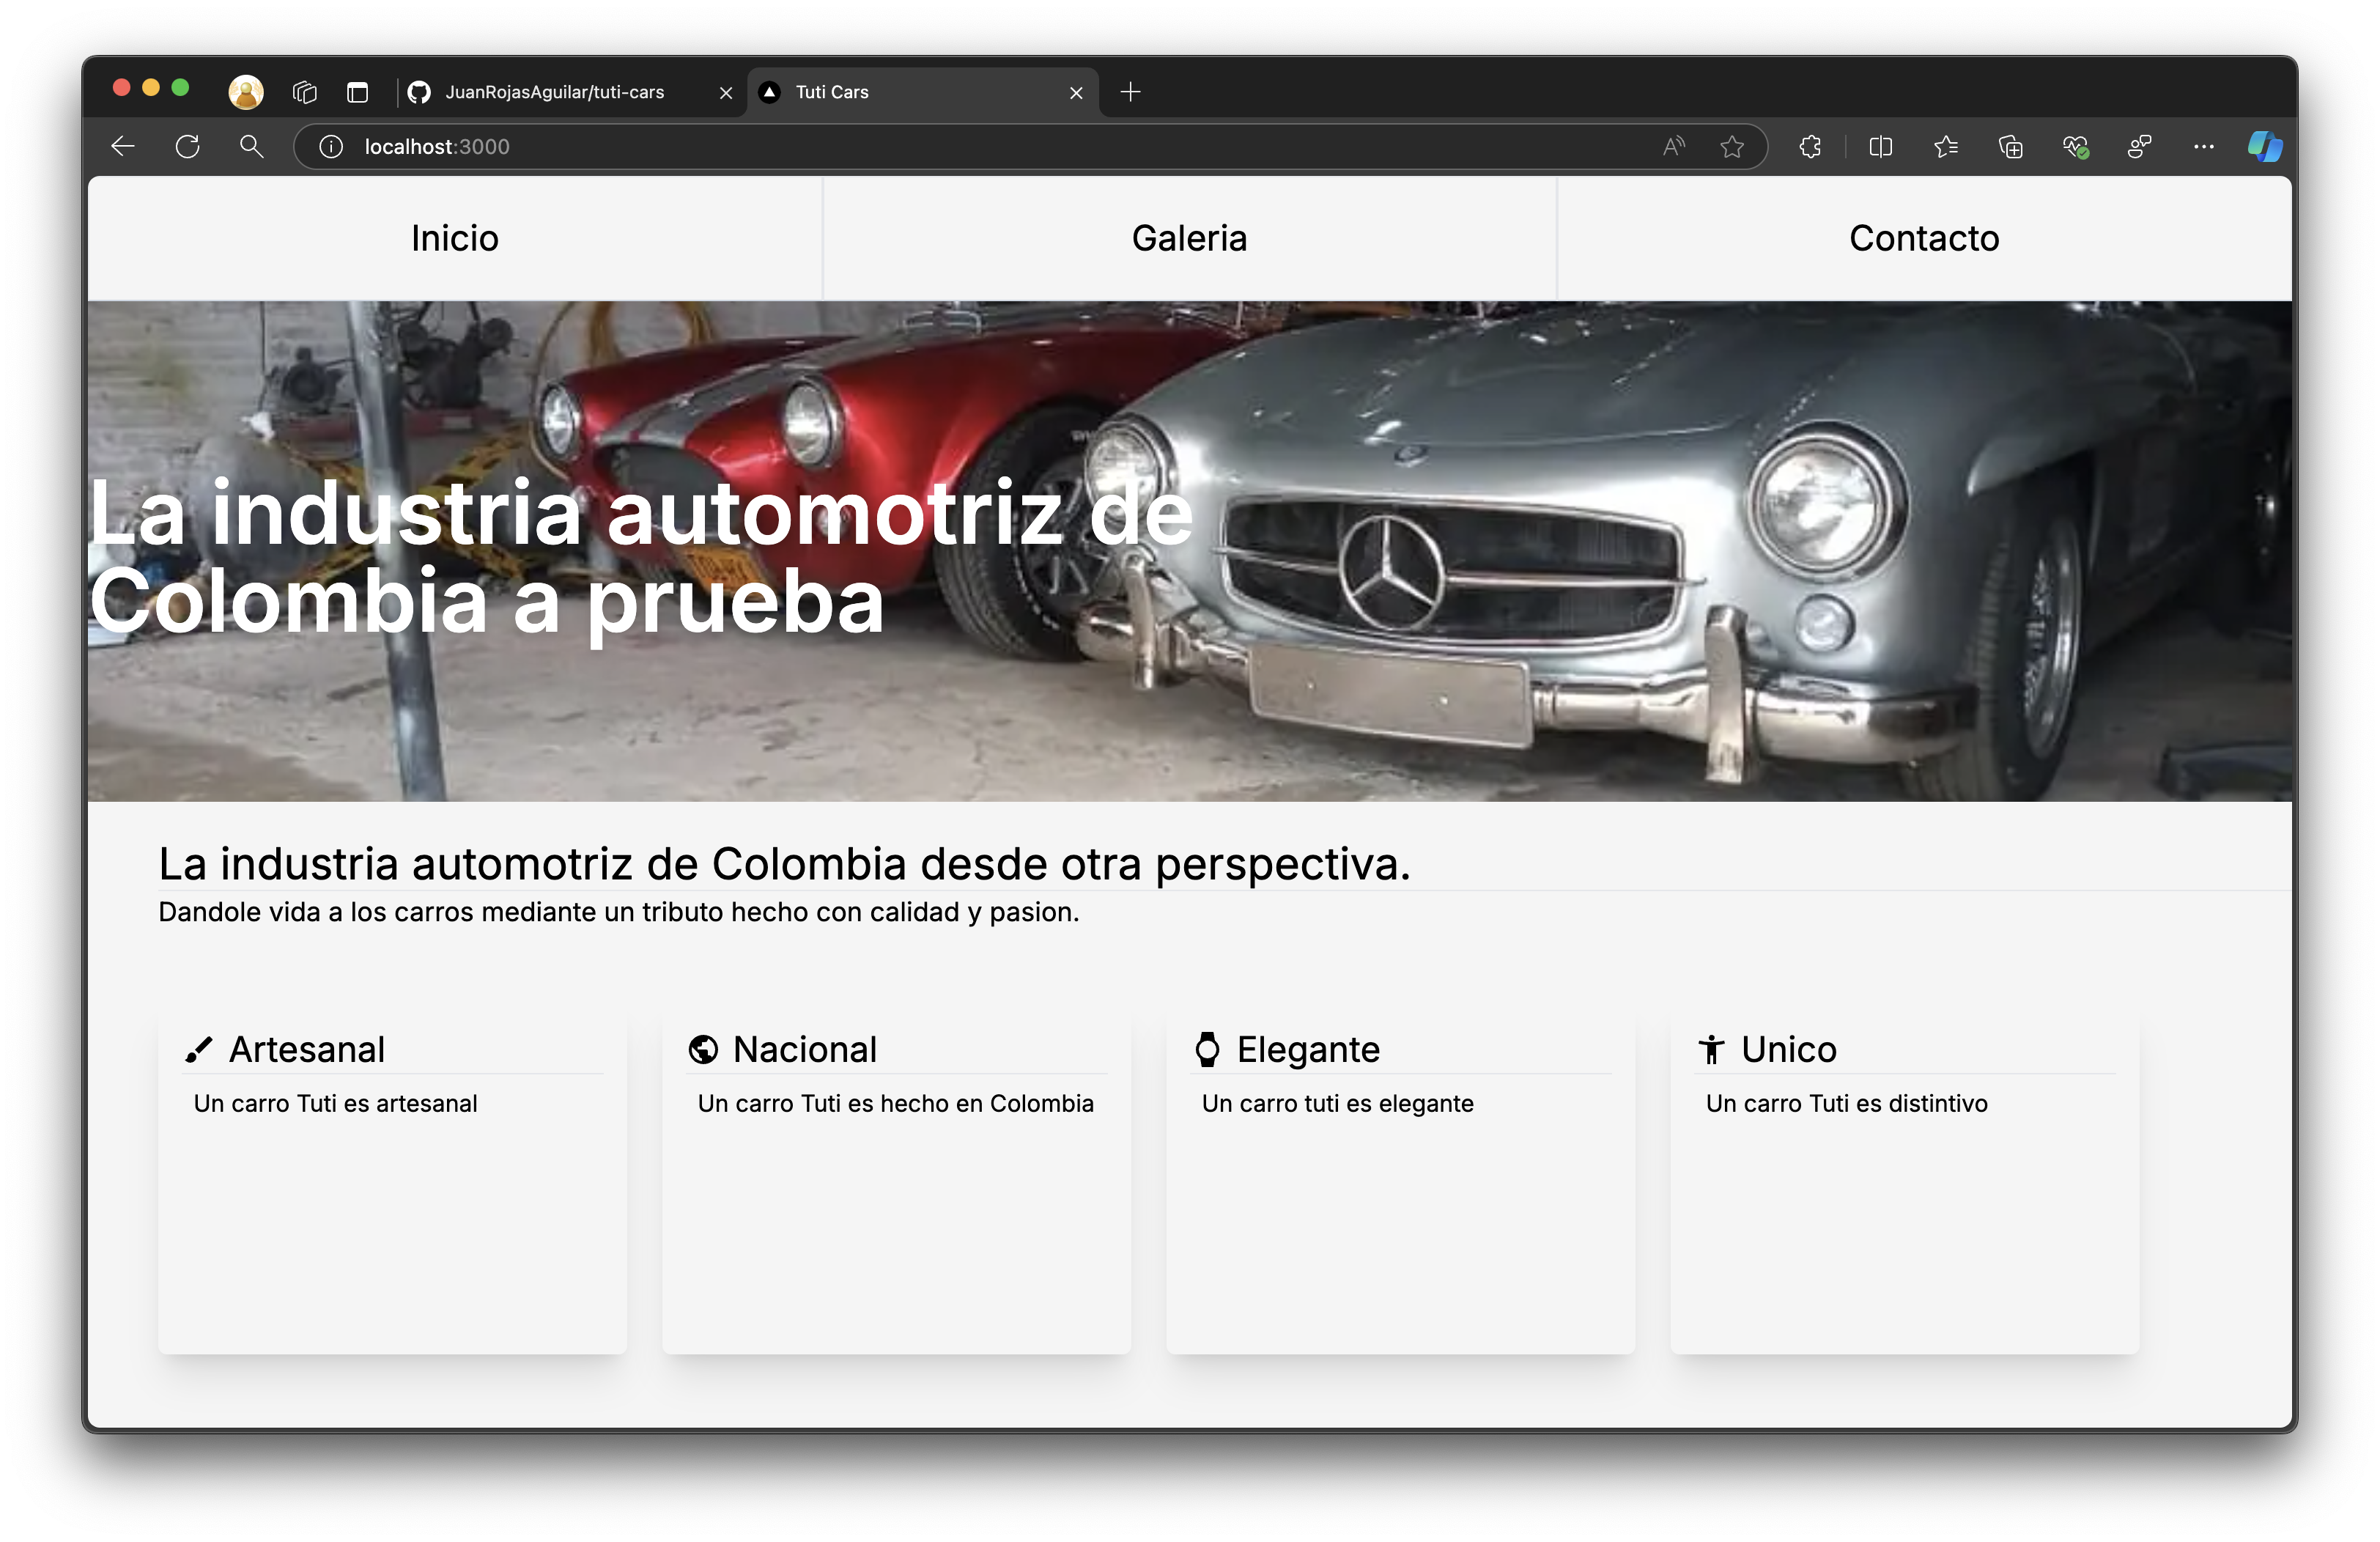 JuanRojasAguilar/tuti-cars
Tuti Cars
localhost:3000
Inicio
Galeria
Contacto
La industria automotriz de
Colombia a prueba
La industria automotriz de Colombia desde otra perspectiva.
Dandole vida a los carros mediante un tributo hecho con calidad y pasion.
Artesanal
Un carro Tuti es artesanal
Nacional
Un carro Tuti es hecho en Colombia
Elegante
Un carro tuti es elegante
Unico
Un carro Tuti es distintivo